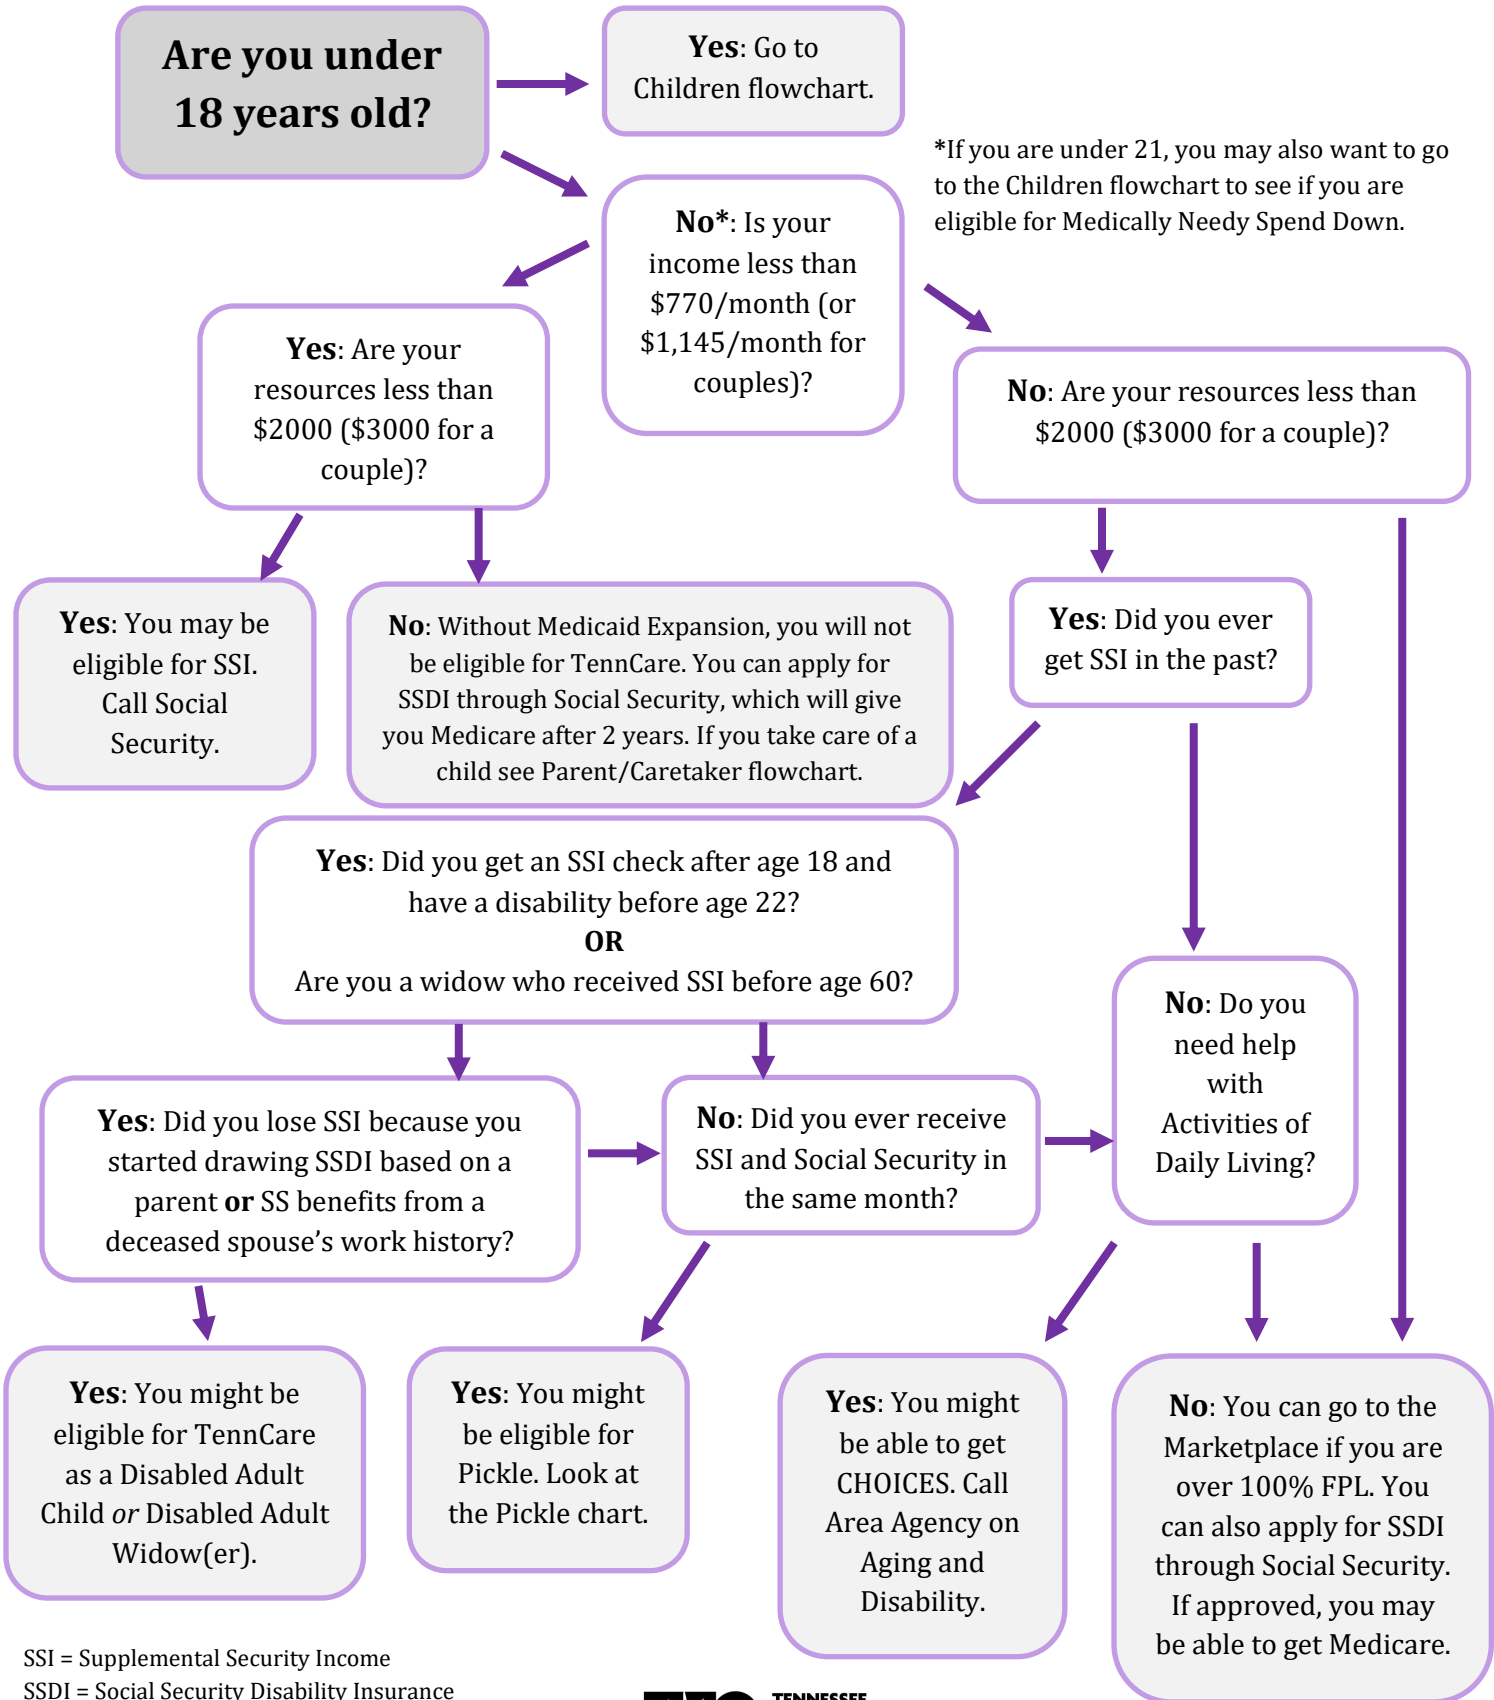 Are you under
18 years old?
Yes: Go to
Children flowchart.
*If you are under 21, you may also want to go
to the Children flowchart to see if you are
eligible for Medically Needy Spend Down.
No*: Is your
income less than
$770/month (or
$1,145/month for
couples)?
Yes: Are your
resources less than
$2000 ($3000 for a
couple)?
No: Are your resources less than
$2000 ($3000 for a couple)?
Yes: You may be
eligible for SSI.
Call Social
Security.
No: Without Medicaid Expansion, you will not
be eligible for TennCare. You can apply for
SSDI through Social Security, which will give
you Medicare after 2 years. If you take care of a
child see Parent/Caretaker flowchart.
Yes: Did you ever
get SSI in the past?
Yes: Did you get an SSI check after age 18 and
have a disability before age 22?
OR
Are you a widow who received SSI before age 60?
No: Do you
need help
with
Activities of
Daily Living?
Yes: Did you lose SSI because you
started drawing SSDI based on a
parent or SS benefits from a
deceased spouse's work history?
No: Did you ever receive
SSI and Social Security in
the same month?
Yes: You might be
eligible for TennCare
as a Disabled Adult
Child or Disabled Adult
Widow(er).
Yes: You might
be eligible for
Pickle. Look at
the Pickle chart.
Yes: You might
be able to get
CHOICES. Call
Area Agency on
Aging and
Disability.
No: You can go to the
Marketplace if you are
over 100% FPL. You
can also apply for SSDI
through Social Security.
If approved, you may
be able to get Medicare.
SSI = Supplemental Security Income
SSDI = Social Security Disability Insurance
TENNESSEE